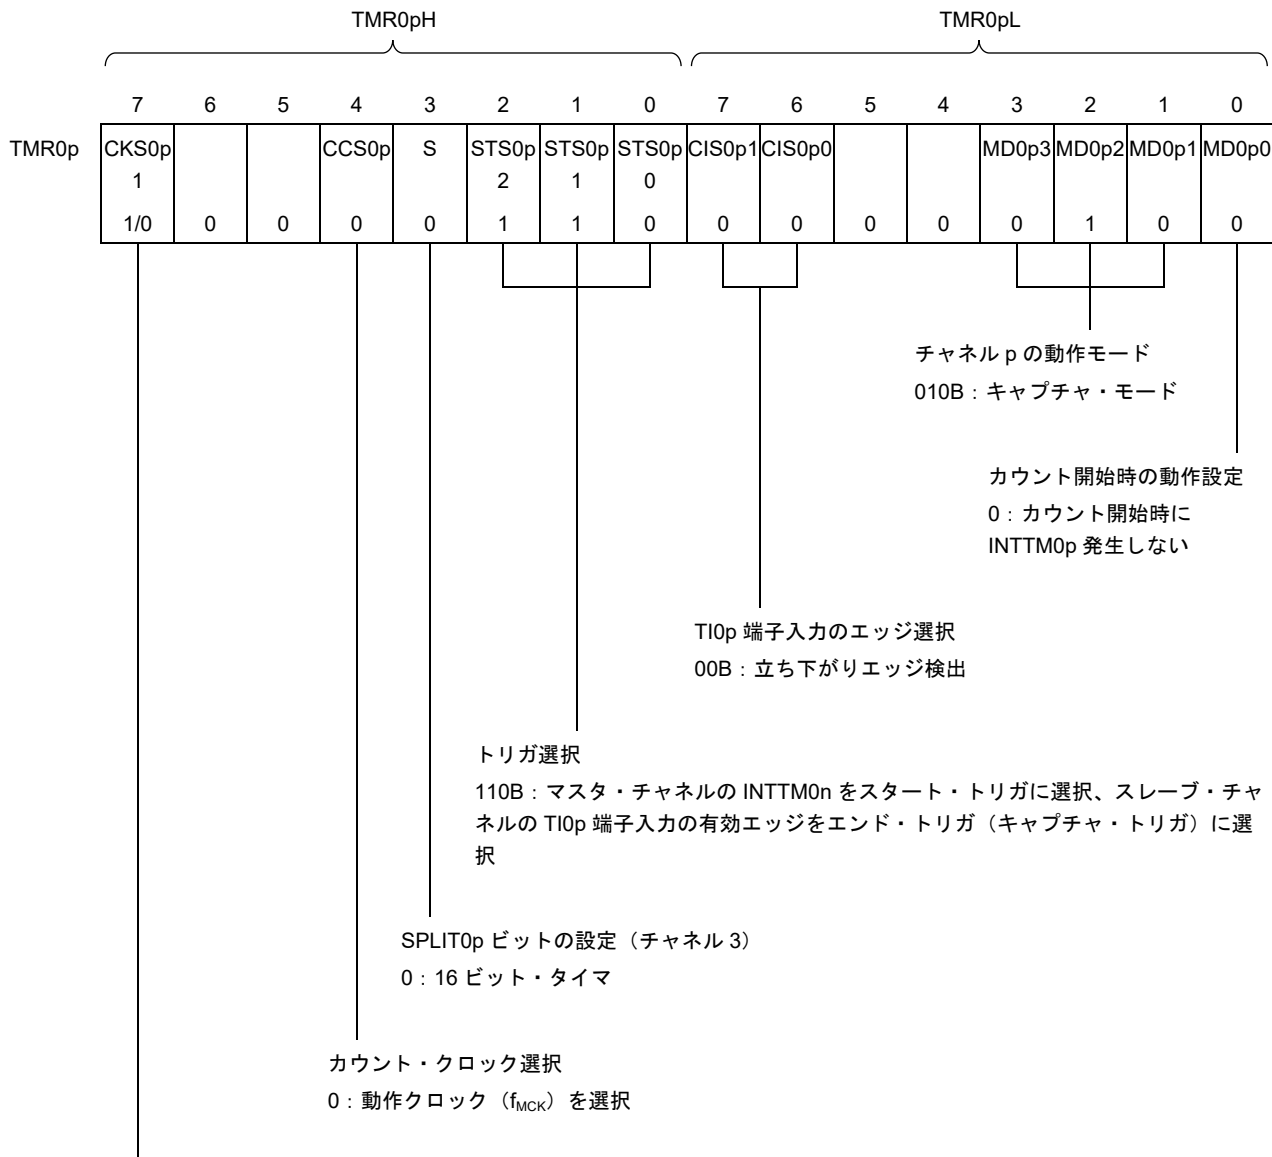 TMR0pH TMR0pL
7 6 5 4 3 2 1 0 7 6 5 4 3 2 1 0
TMR0p CKS0p1 CCS0p S STS0p2 STS0p1 STS0p0 CIS0p1 CIS0p0 MD0p3 MD0p2 MD0p1 MD0p0
1/0 0 0 0 0 1 1 0 0 0 0 0 0 1 0 0
チャネル p の動作モード
010B：キャプチャ・モード
カウント開始時の動作設定
0：カウント開始時に
INTTM0p 発生しない
TI0p 端子入力のエッジ選択
00B：立ち下がりエッジ検出
トリガ選択
110B：マスタ・チャネルの INTTM0n をスタート・トリガに選択、スレーブ・チャ
ネルの TI0p 端子入力の有効エッジをエンド・トリガ（キャプチャ・トリガ）に選
択
SPLIT0p ビットの設定（チャネル 3）
0：16 ビット・タイマ
カウント・クロック選択
0：動作クロック（fMCK）を選択